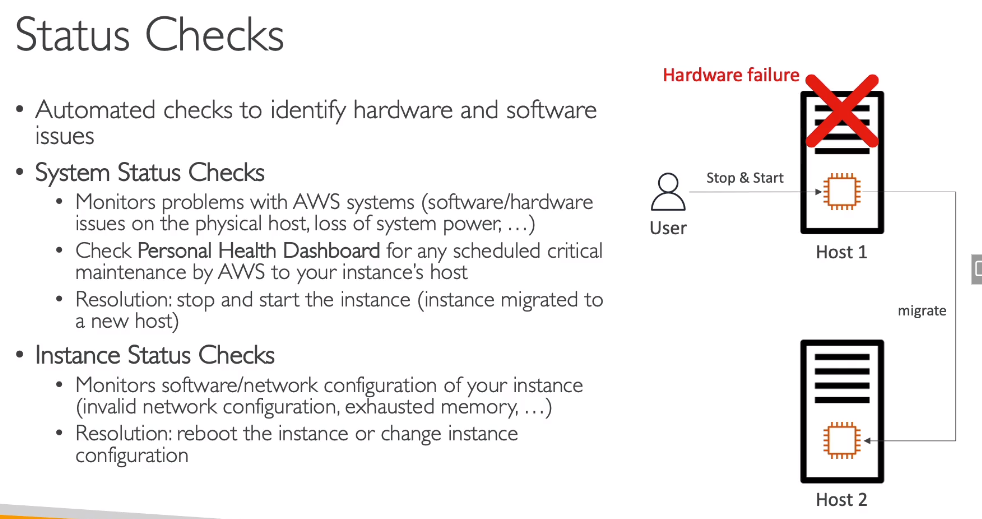 Status Checks
• Automated checks to identify hardware and software
issues
• System Status Checks
• Monitors problems with AWS systems (software/hardware
issues on the physical host, loss of system power, …)
• Check Personal Health Dashboard for any scheduled critical
maintenance by AWS to your instance's host
• Resolution: stop and start the instance (instance migrated to
a new host)
• Instance Status Checks
• Monitors software/network configuration of your instance
(invalid network configuration, exhausted memory, …)
• Resolution: reboot the instance or change instance
configuration
Hardware failure
Stop & Start
User
Host 1
migrate
Host 2